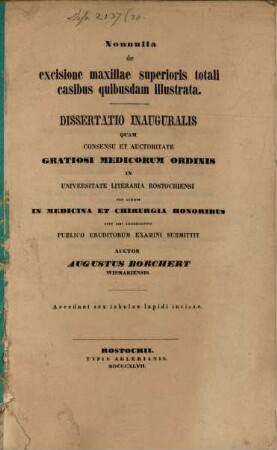 Nonnulla
de
excisione maxillae superioris totali
casibus quibusdam illustrata.
DISSERTATIO INAUGURALIS
QUAM
CONSENSU ET AUCTORITATE
GRATIOSI MEDICORUM ORDINIS
IN
UNIVERSITATE LITERARIA ROSTOCHIENSI
IN MEDICINA ET CHIRURGIA HONORIBUS
PUBLICO ERUDITORUM EXAMINI SUBMITTIT
AUCTOR
AUGUSTUS BORCHERT
WISMARIENSIS.
Accedunt sex tabulae lapidi incisae.
ROSTOCHII.
TYPIS ADLERIANIS.
MDCCCXLVII.